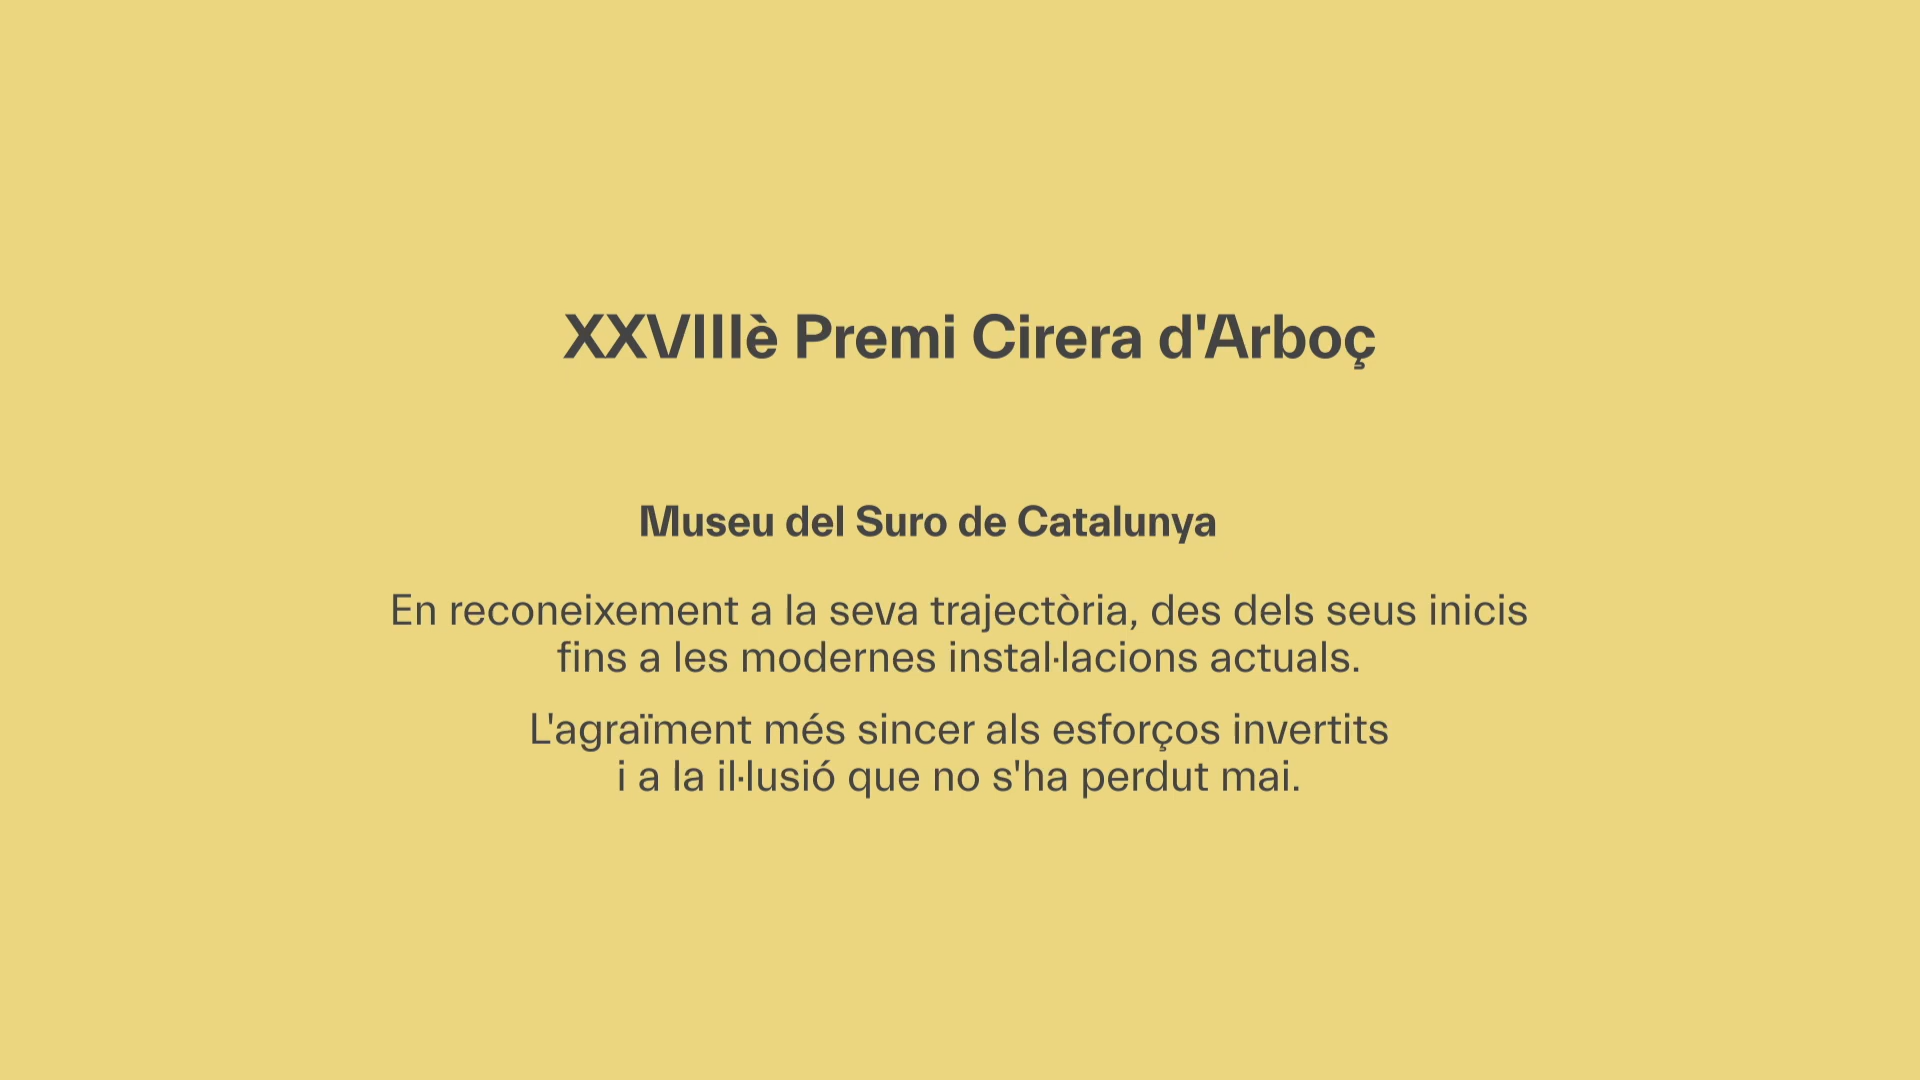 XXVIIIè Premi Cirera d'Arboç
Museu del Suro de Catalunya
En reconeixement a la seva trajectòria, des dels seus inicis
fins a les modernes instal·lacions actuals.
L'agraïment més sincer als esforços invertits
i a la il·lusió que no s'ha perdut mai.